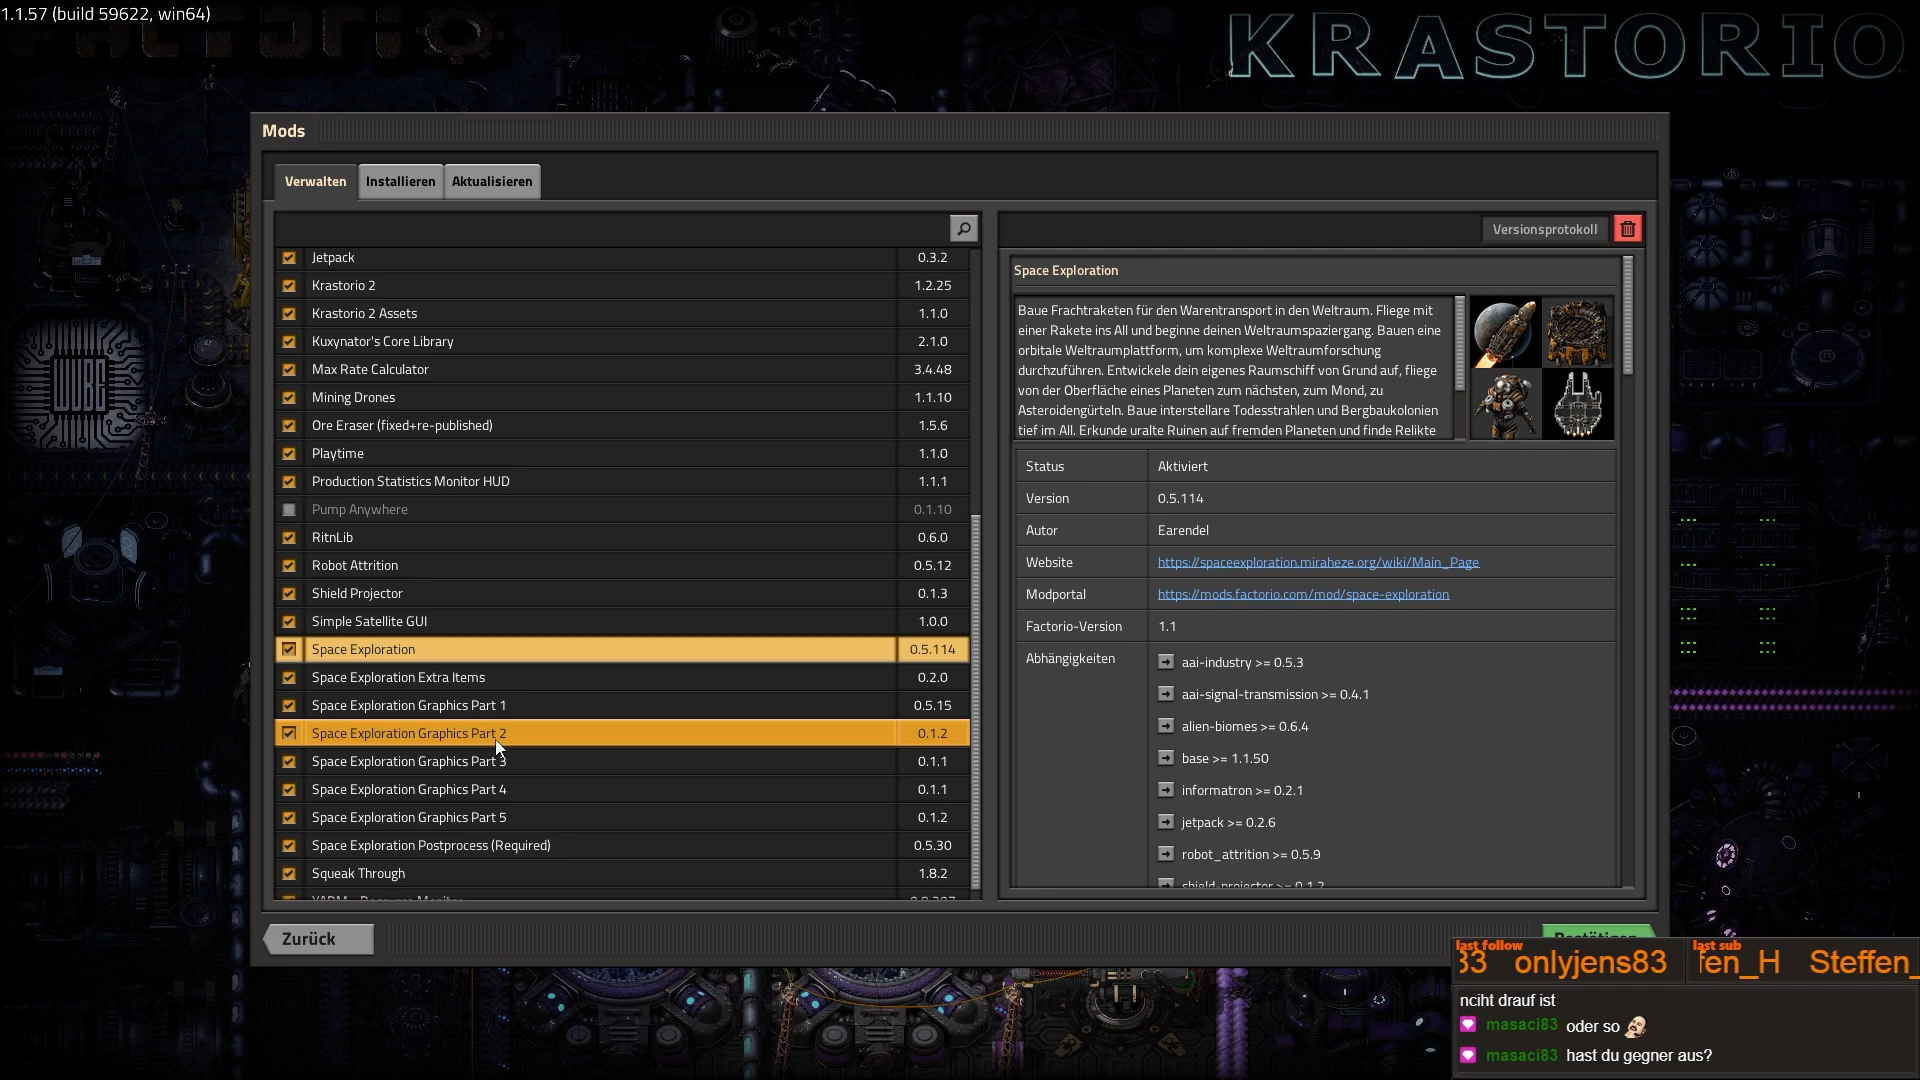 1.1.57 (build 59622, win64)
KRASTORIO
Mods
Verwalten
Installieren
Aktualisieren
Jetpack 0.3.2
Krastorio 2 1.2.25
Krastorio 2 Assets 1.1.0
Kuxynator's Core Library 2.1.0
Max Rate Calculator 3.4.48
Mining Drones 1.1.10
Ore Eraser (fixed+re-published) 1.5.6
Playtime 1.1.0
Production Statistics Monitor HUD 1.1.1
Pump Anywhere 0.1.10
RitnLib 0.6.0
Robot Attrition 0.5.12
Shield Projector 0.1.3
Simple Satellite GUI 1.0.0
Space Exploration 0.5.114
Space Exploration Extra Items 0.2.0
Space Exploration Graphics Part 1 0.5.15
Space Exploration Graphics Part 2 0.1.2
Space Exploration Graphics Part 3 0.1.1
Space Exploration Graphics Part 4 0.1.1
Space Exploration Graphics Part 5 0.1.2
Space Exploration Postprocess (Required) 0.5.30
Squeak Through 1.8.2
Versionsprotokoll
Space Exploration
Baue Frachtraketen für den Warentransport in den Weltraum. Fliege mit
einer Rakete ins All und beginne deinen Weltraumspaziergang. Bauen eine
orbitale Weltraumplattform, um komplexe Weltraumforschung
durchzuführen. Entwickele dein eigenes Raumschiff von Grund auf, fliege
von der Oberfläche eines Planeten zum nächsten, zum Mond, zu
Asteroidengürteln. Baue interstellare Todesstrahlen und Bergbaukolonien
tief im All. Erkunde uralte Ruinen auf fremden Planeten und finde Relikte
Status Aktiviert
Version 0.5.114
Autor Earendel
Website https://spaceexploration.miraheze.org/wiki/Main_Page
Modportal https://mods.factorio.com/mod/space-exploration
Factorio-Version 1.1
Abhängigkeiten aai-industry >= 0.5.3
aai-signal-transmission >= 0.4.1
alien-biomes >= 0.6.4
base >= 1.1.50
informatron >= 0.2.1
jetpack >= 0.2.6
robot_attrition >= 0.5.9
shield-projector >= 0.1.2
Zurück
Bestätigen
last follow
33 onlyjens83
last sub
fen_H Steffen_
nciht drauf ist
masaci83 oder so
masaci83 hast du gegner aus?